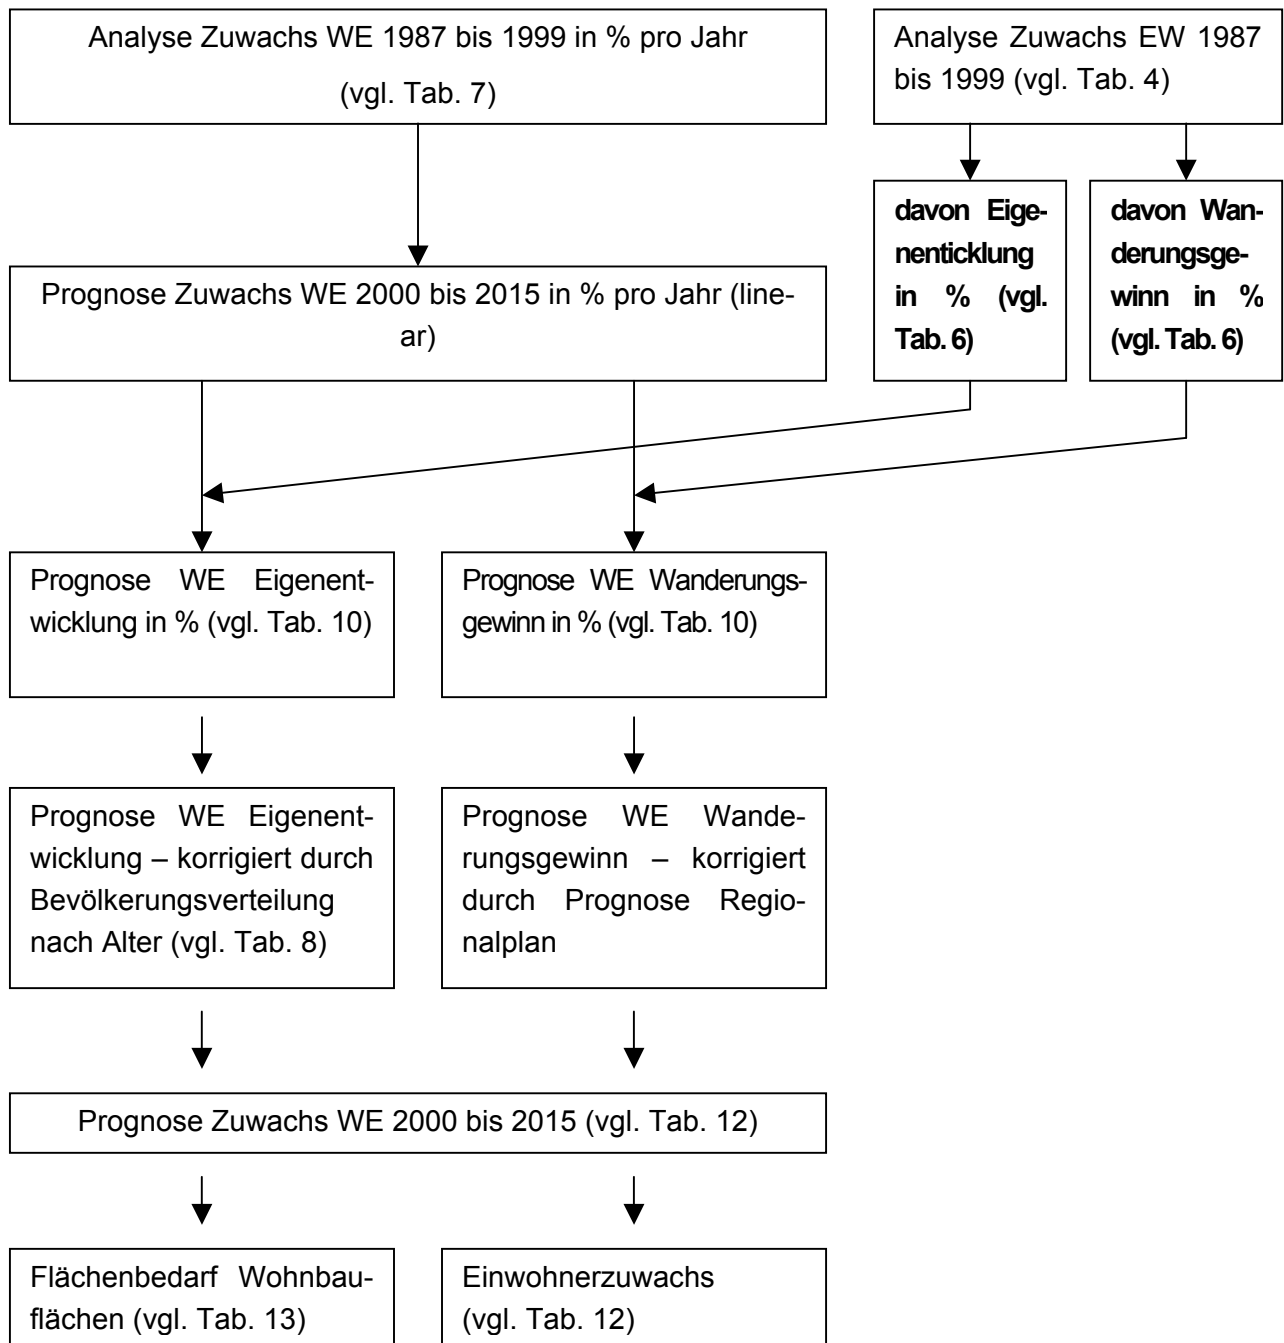 Analyse Zuwachs WE 1987 bis 1999 in % pro Jahr
(vgl. Tab. 7)
Analyse Zuwachs EW 1987
bis 1999 (vgl. Tab. 4)
davon Eige-
nenticklung
in % (vgl.
Tab. 6)
davon Wan-
derungsge-
winn in %
(vgl. Tab. 6)
Prognose Zuwachs WE 2000 bis 2015 in % pro Jahr (line-
ar)
Prognose WE Eigenent-
wicklung in % (vgl. Tab. 10)
Prognose WE Wanderungs-
gewinn in % (vgl. Tab. 10)
Prognose WE Eigenent-
wicklung – korrigiert durch
Bevölkerungsverteilung
nach Alter (vgl. Tab. 8)
Prognose WE Wande-
rungsgewinn – korrigiert
durch Prognose Regio-
nalplan
Prognose Zuwachs WE 2000 bis 2015 (vgl. Tab. 12)
Flächenbedarf Wohnbau-
flächen (vgl. Tab. 13)
Einwohnerzuwachs
(vgl. Tab. 12)